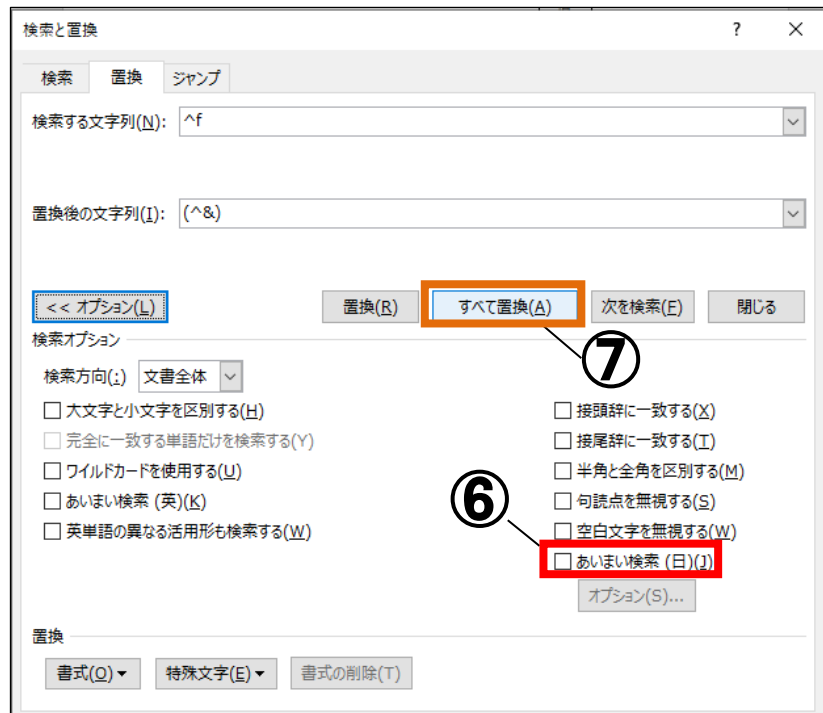 検索と置換 ?
検索 置換 ジャンプ
検索する文字列(N): ^f
置換後の文字列(I): (^&)
<< オプション(L) 置換(R) すべて置換(A) 次を検索(F) 閉じる
⑦
検索オプション
検索方向(:) 文書全体
大文字と小文字を区別する(H) 接頭辞に一致する(X)
完全に一致する単語だけを検索する(Y) 接尾辞に一致する(T)
ワイルドカードを使用する(U) 半角と全角を区別する(M)
⑥
あいまい検索 (英)(K) 句読点を無視する(S)
英単語の異なる活用形も検索する(W) 空白文字を無視する(W)
あいまい検索 (日)(J)
オプション(S)...
置換
書式(O) 特殊文字(E) 書式の削除(T)